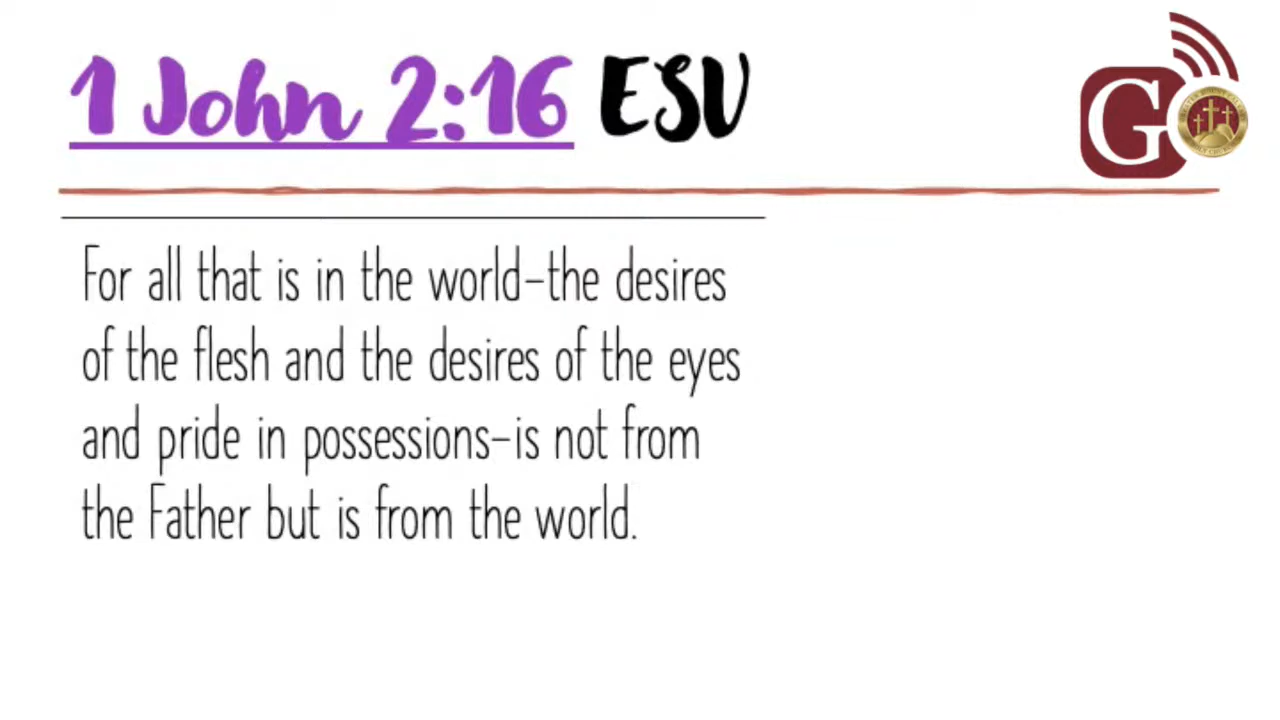 1 John 2:16 ESV
G
For all that is in the world–the desires
of the flesh and the desires of the eyes
and pride in possessions–is not from
the Father but is from the world.